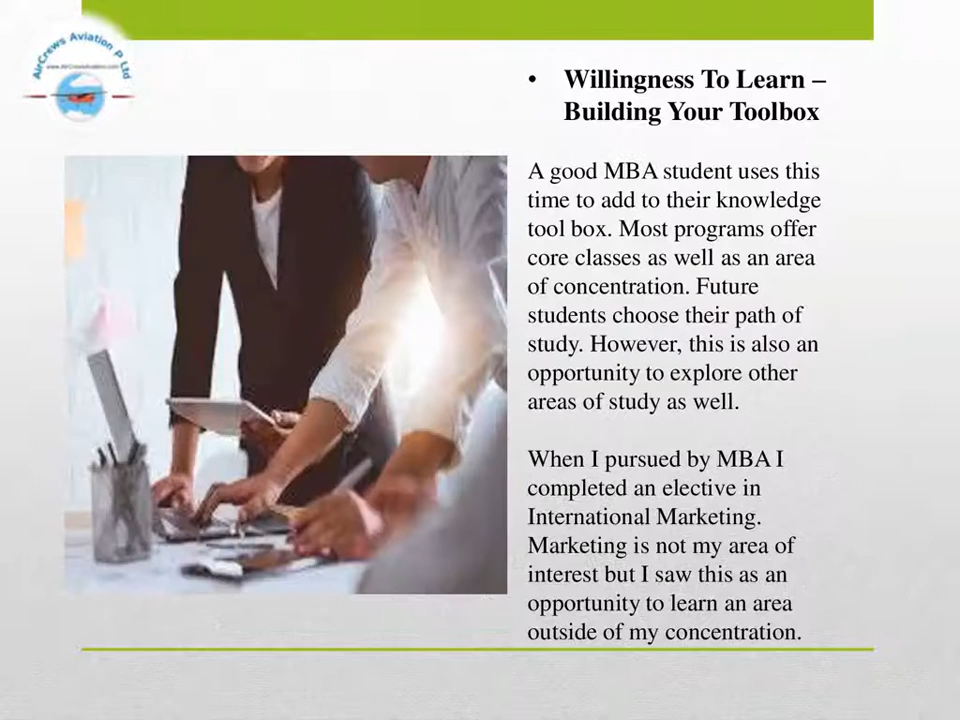 AirCrews Aviation P Ltd
www.AirCrewsAviation.com
• Willingness To Learn –
Building Your Toolbox
A good MBA student uses this
time to add to their knowledge
tool box. Most programs offer
core classes as well as an area
of concentration. Future
students choose their path of
study. However, this is also an
opportunity to explore other
areas of study as well.
When I pursued by MBA I
completed an elective in
International Marketing.
Marketing is not my area of
interest but I saw this as an
opportunity to learn an area
outside of my concentration.